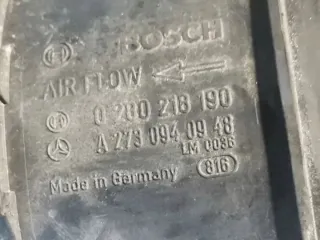 BOSCH
AIR FLOW
0 280 218 190
A 273 094 09 48
LM 0036
Made in Germany 816